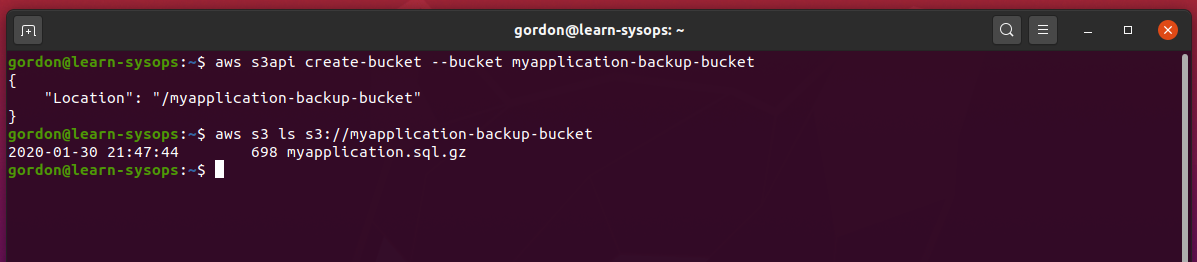 gordon@learn-sysops: ~
gordon@learn-sysops:~$ aws s3api create-bucket --bucket myapplication-backup-bucket
{
    "Location": "/myapplication-backup-bucket"
}
gordon@learn-sysops:~$ aws s3 ls s3://myapplication-backup-bucket
2020-01-30 21:47:44        698 myapplication.sql.gz
gordon@learn-sysops:~$